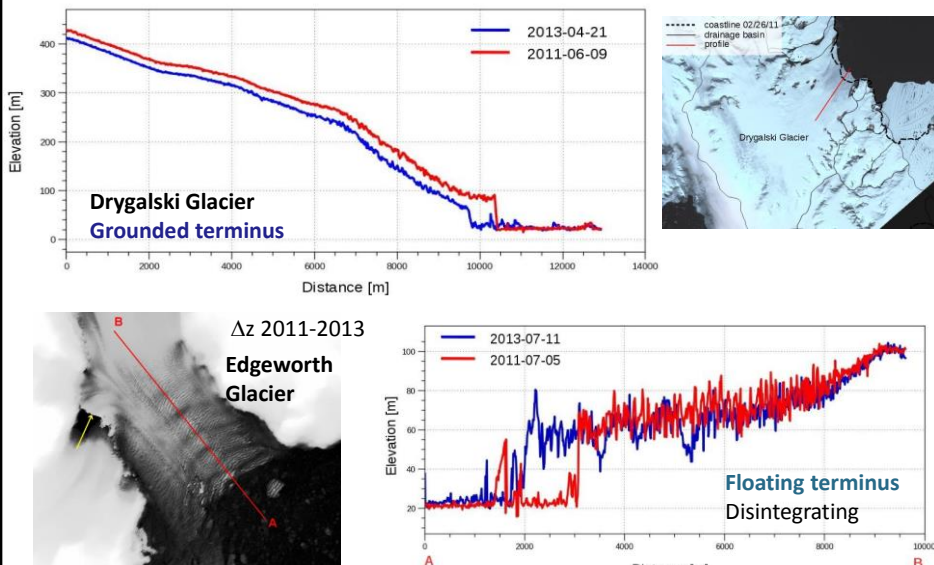 400
300
200
100
0
Elevation [m]
2013-04-21
2011-06-09
Drygalski Glacier
Grounded terminus
0
2000
4000
6000
8000
10000
12000
14000
Distance [m]
coastline 02/26/11
drainage basin
profile
Drygalski Glacier
B
A
Δz 2011-2013
Edgeworth
Glacier
100
80
60
40
20
Elevation [m]
2013-07-11
2011-07-05
Floating terminus
Disintegrating
0
2000
4000
6000
8000
10000
A
B